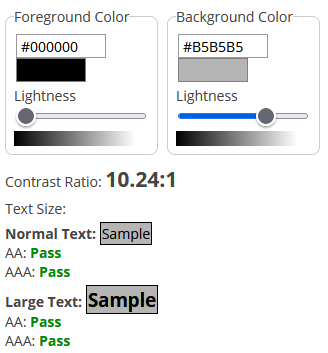 Foreground Color
#000000
Lightness
Background Color
#B5B5B5
Lightness
Contrast Ratio: 10.24:1
Text Size:
Normal Text: Sample
AA: Pass
AAA: Pass
Large Text: Sample
AA: Pass
AAA: Pass